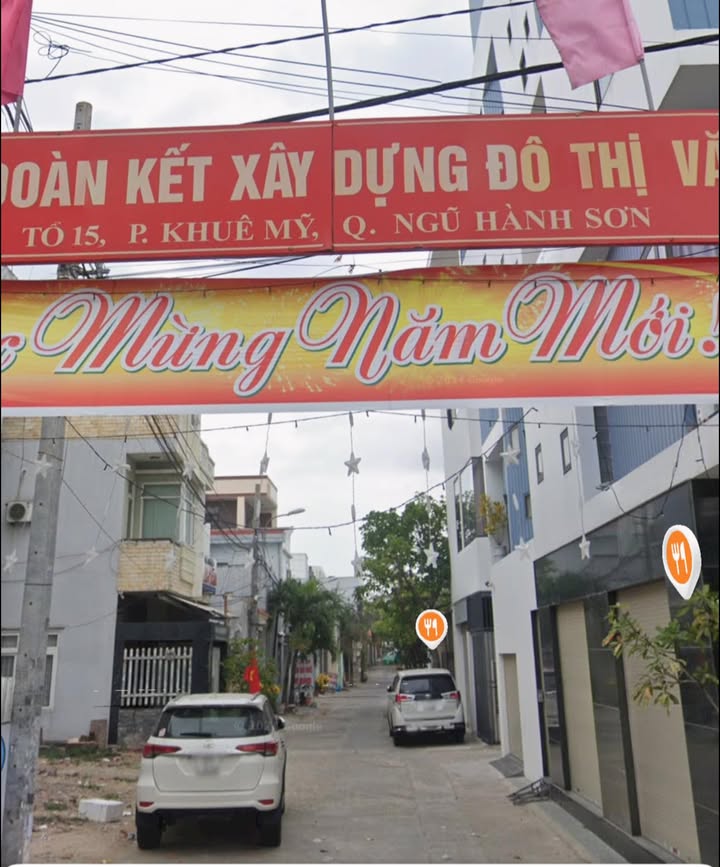 ĐOÀN KẾT XÂY DỰNG ĐÔ THỊ VĂ
TỔ 15, P. KHUÊ MỸ, Q. NGŨ HÀNH SƠN
c Mừng Năm Mới!